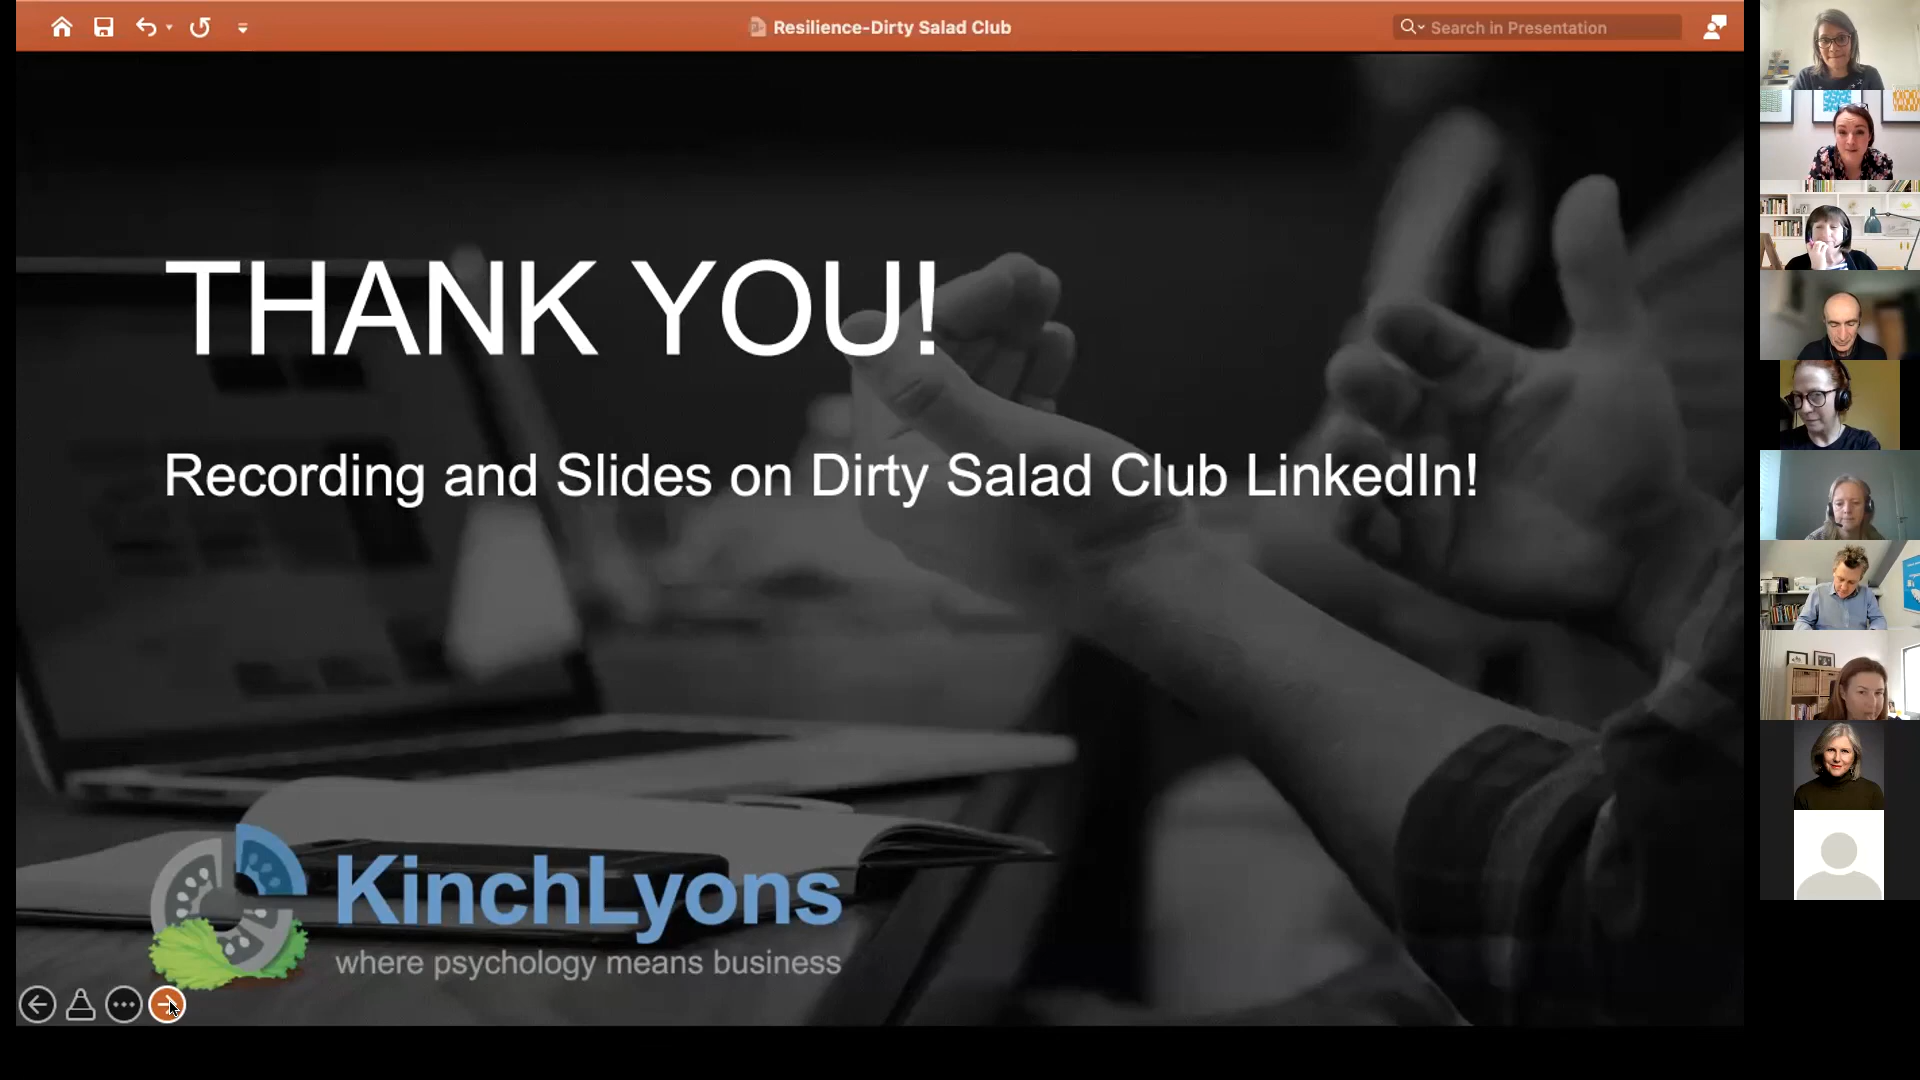 Resilience-Dirty Salad Club
Search in Presentation
THANK YOU!
Recording and Slides on Dirty Salad Club LinkedIn!
KinchLyons
where psychology means business